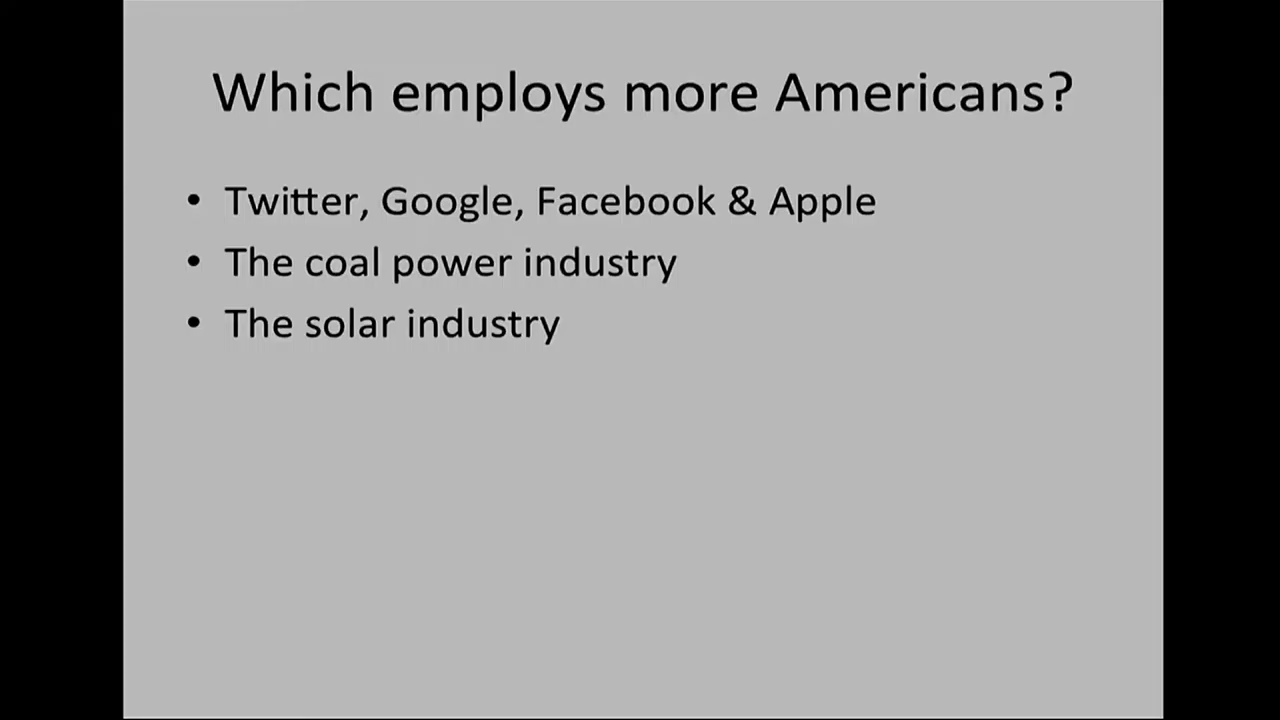 Which employs more Americans?
• Twitter, Google, Facebook & Apple
• The coal power industry
• The solar industry